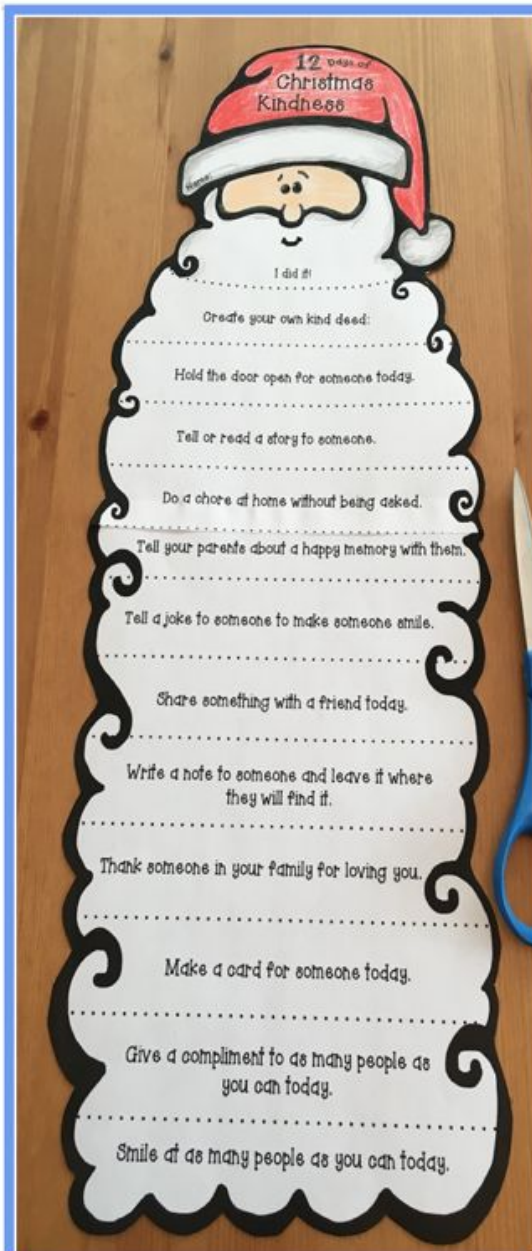 12 Days of
Christmas
Kindness
Name:
I did it!
Create your own kind deed:
Hold the door open for someone today.
Tell or read a story to someone.
Do a chore at home without being asked.
Tell your parents about a happy memory with them.
Tell a joke to someone to make someone smile.
Share something with a friend today.
Write a note to someone and leave it where
they will find it.
Thank someone in your family for loving you.
Make a card for someone today.
Give a compliment to as many people as
you can today.
Smile at as many people as you can today.